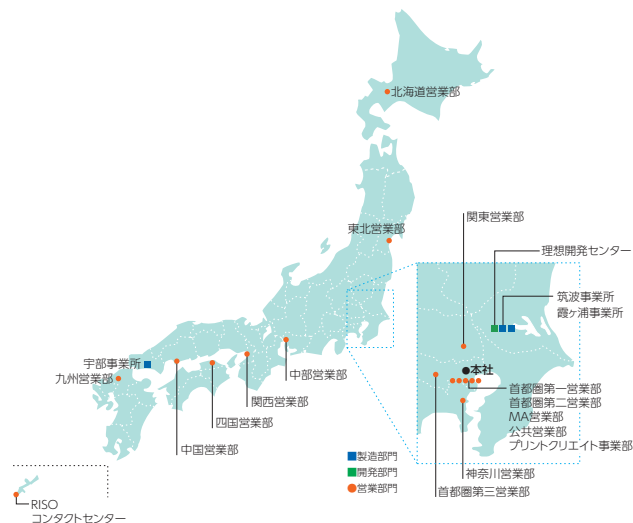 北海道営業部
東北営業部
関東営業部
理想開発センター
筑波事業所
霞ヶ浦事業所
宇部事業所
九州営業部
中部営業部
関西営業部
四国営業部
中国営業部
本社
首都圏第一営業部
首都圏第二営業部
MA営業部
公共営業部
プリントクリエイト事業部
神奈川営業部
首都圏第三営業部
製造部門
開発部門
営業部門
RISO
コンタクトセンター